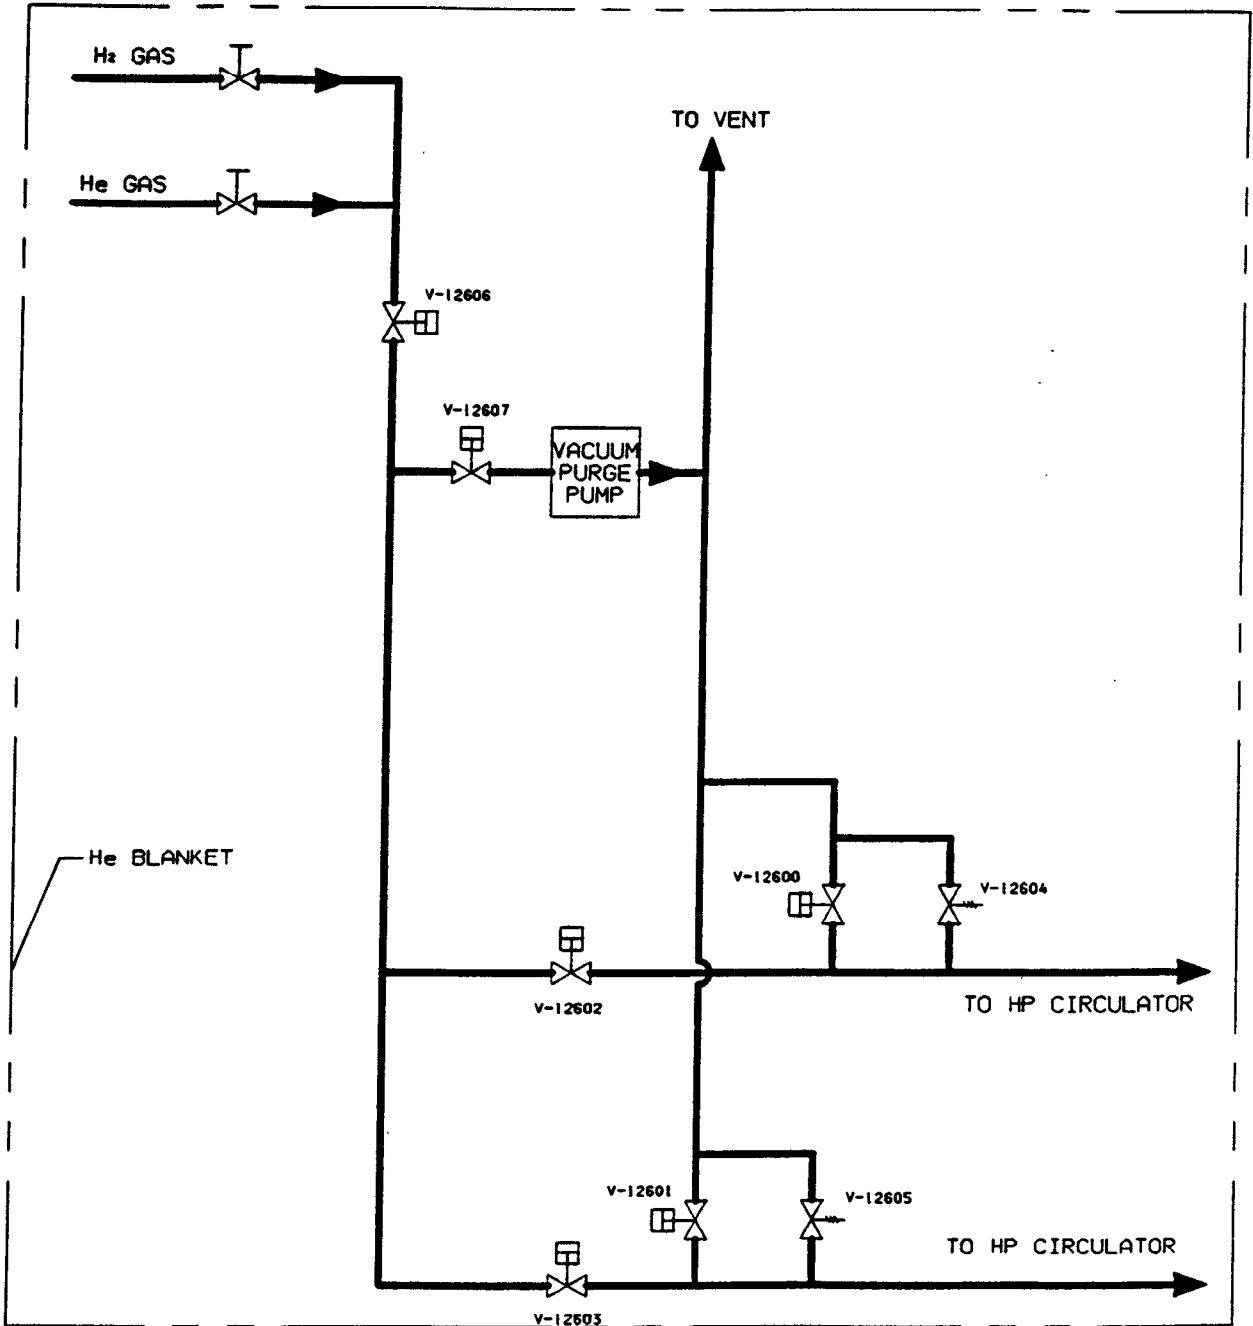 H₂ GAS
TO VENT
He GAS
V-12606
V-12607
VACUUM
PURGE
PUMP
He BLANKET
V-12600
V-12604
V-12602
TO HP CIRCULATOR
V-12601
V-12605
TO HP CIRCULATOR
V-12603